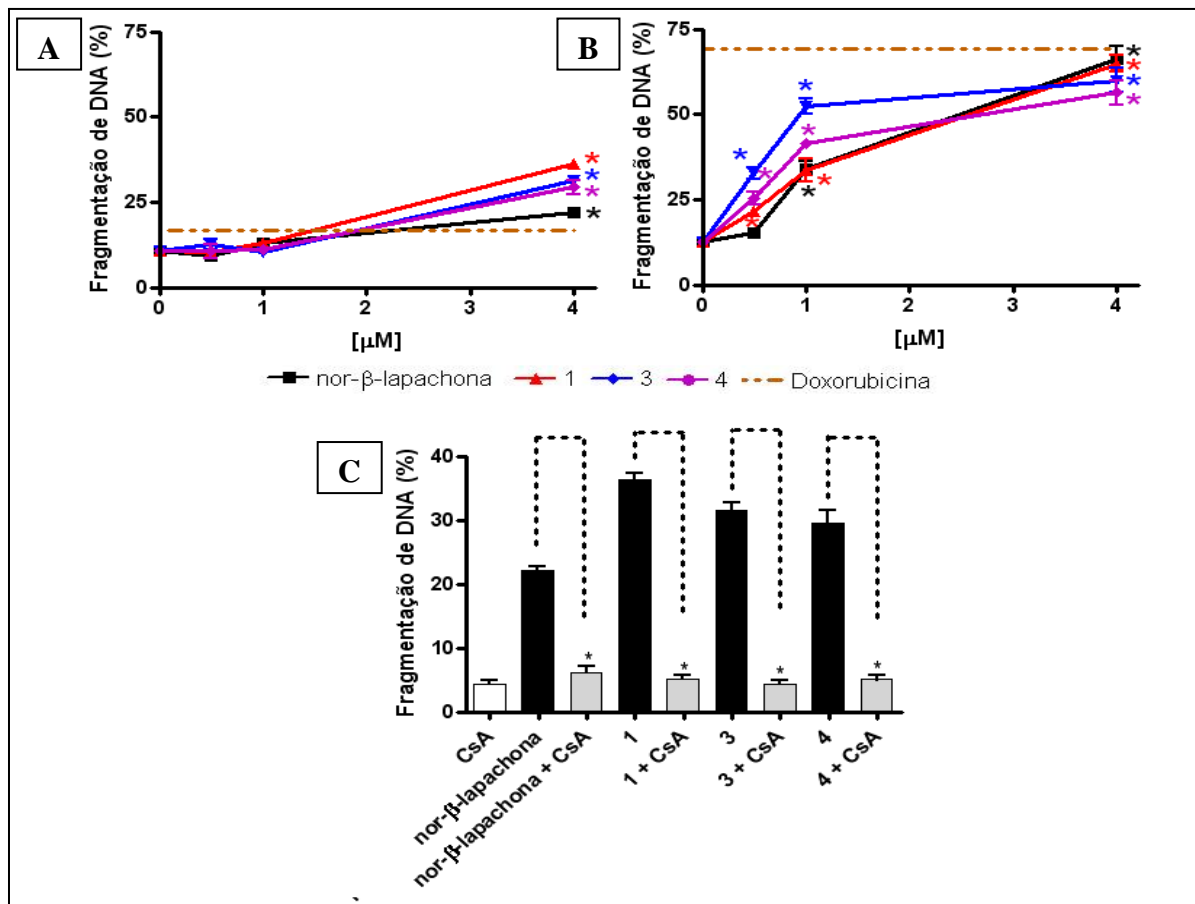 A
Fragmentação de DNA (%)
75
50
25
0
0 1 2 3 4
[μM]
*
*
*
*
B
Fragmentação de DNA (%)
75
50
25
0
0 1 2 3 4
[μM]
*
*
*
*
*
*
*
*
*
*
*
nor-β-lapachona 1 3 4 Doxorubicina
C
Fragmentação de DNA (%)
40
30
20
10
0
* * * *
CsA
nor-β-lapachona
nor-β-lapachona + CsA
1
1 + CsA
3
3 + CsA
4
4 + CsA